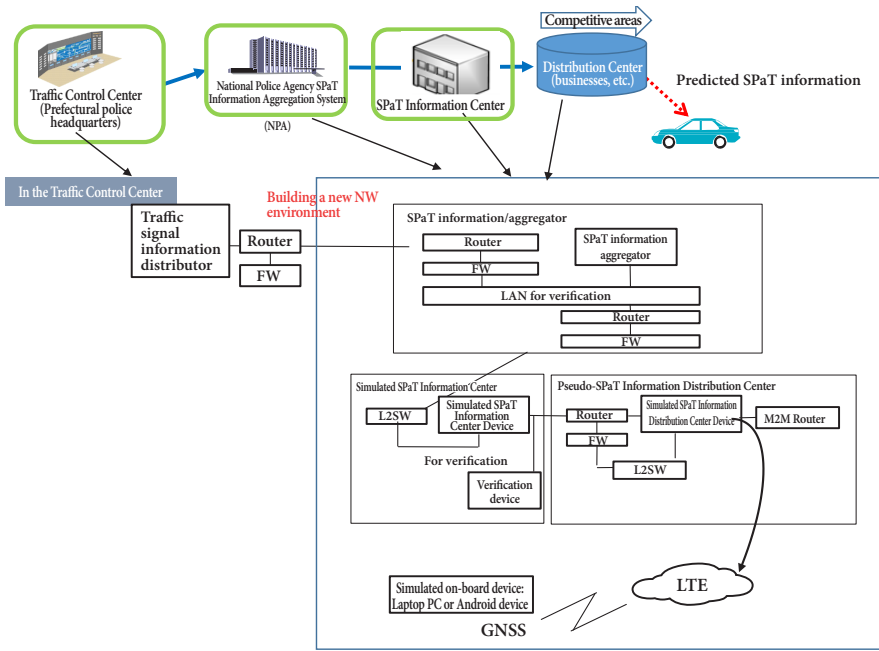 Competitive areas
Traffic Control Center
(Prefectural police
headquarters)
National Police Agency SPaT
Information Aggregation System
(NPA)
SPaT Information Center
Distribution Center
(businesses, etc.)
Predicted SPaT information
In the Traffic Control Center
Building a new NW
environment
Traffic
signal
information
distributor
Router
FW
SPaT information/aggregator
Router
FW
SPaT information
aggregator
LAN for verification
Router
FW
Simulated SPaT Information Center
L2SW
Simulated SPaT
Information
Center Device
For verification
Verification
device
Pseudo-SPaT Information Distribution Center
Router
FW
Simulated SPaT Information
Distribution Center Device
M2M Router
L2SW
LTE
Simulated on-board device:
Laptop PC or Android device
GNSS